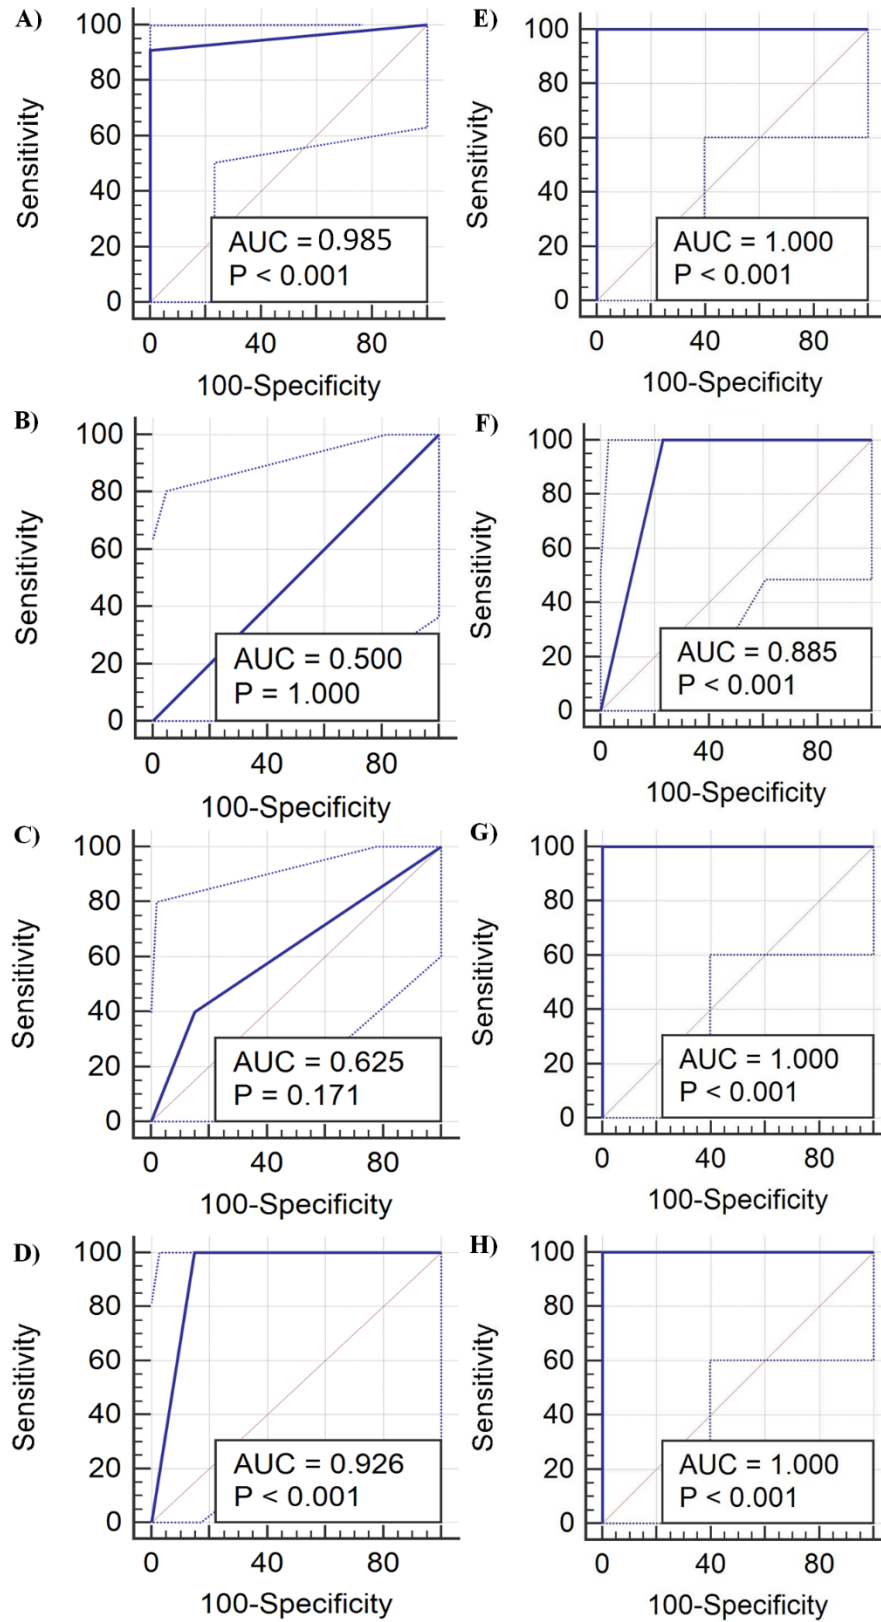 A)
100
80
60
40
20
0
Sensitivity
AUC = 0.985
P < 0.001
0 40 80
100-Specificity
B)
100
80
60
40
20
0
Sensitivity
AUC = 0.500
P = 1.000
0 40 80
100-Specificity
C)
100
80
60
40
20
0
Sensitivity
AUC = 0.625
P = 0.171
0 40 80
100-Specificity
D)
100
80
60
40
20
0
Sensitivity
AUC = 0.926
P < 0.001
0 40 80
100-Specificity
E)
100
80
60
40
20
0
Sensitivity
AUC = 1.000
P < 0.001
0 40 80
100-Specificity
F)
100
80
60
40
20
0
Sensitivity
AUC = 0.885
P < 0.001
0 40 80
100-Specificity
G)
100
80
60
40
20
0
Sensitivity
AUC = 1.000
P < 0.001
0 40 80
100-Specificity
H)
100
80
60
40
20
0
Sensitivity
AUC = 1.000
P < 0.001
0 40 80
100-Specificity